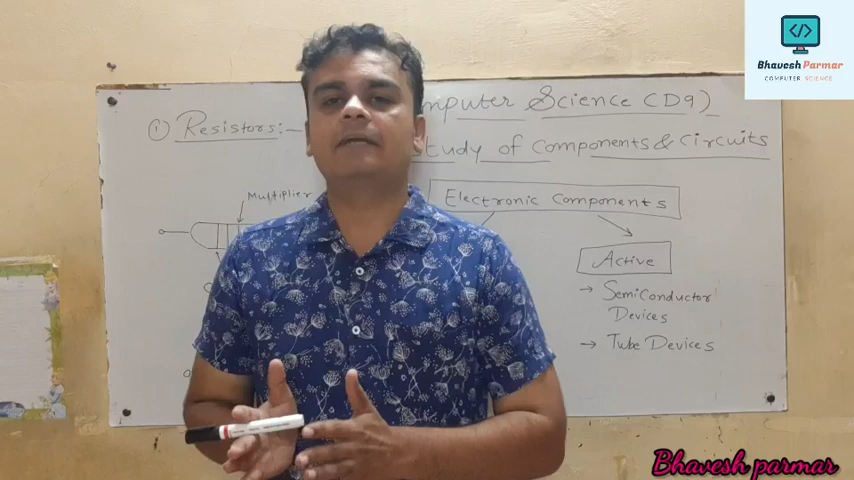 Bhavesh Parmar
COMPUTER SCIENCE
mputer Science (D9)
① Resistors:-
Study of Components & Circuits
Multiplier
Electronic Components
Active
→ Semiconductor
Devices
→ Tube Devices
Bhavesh parmar